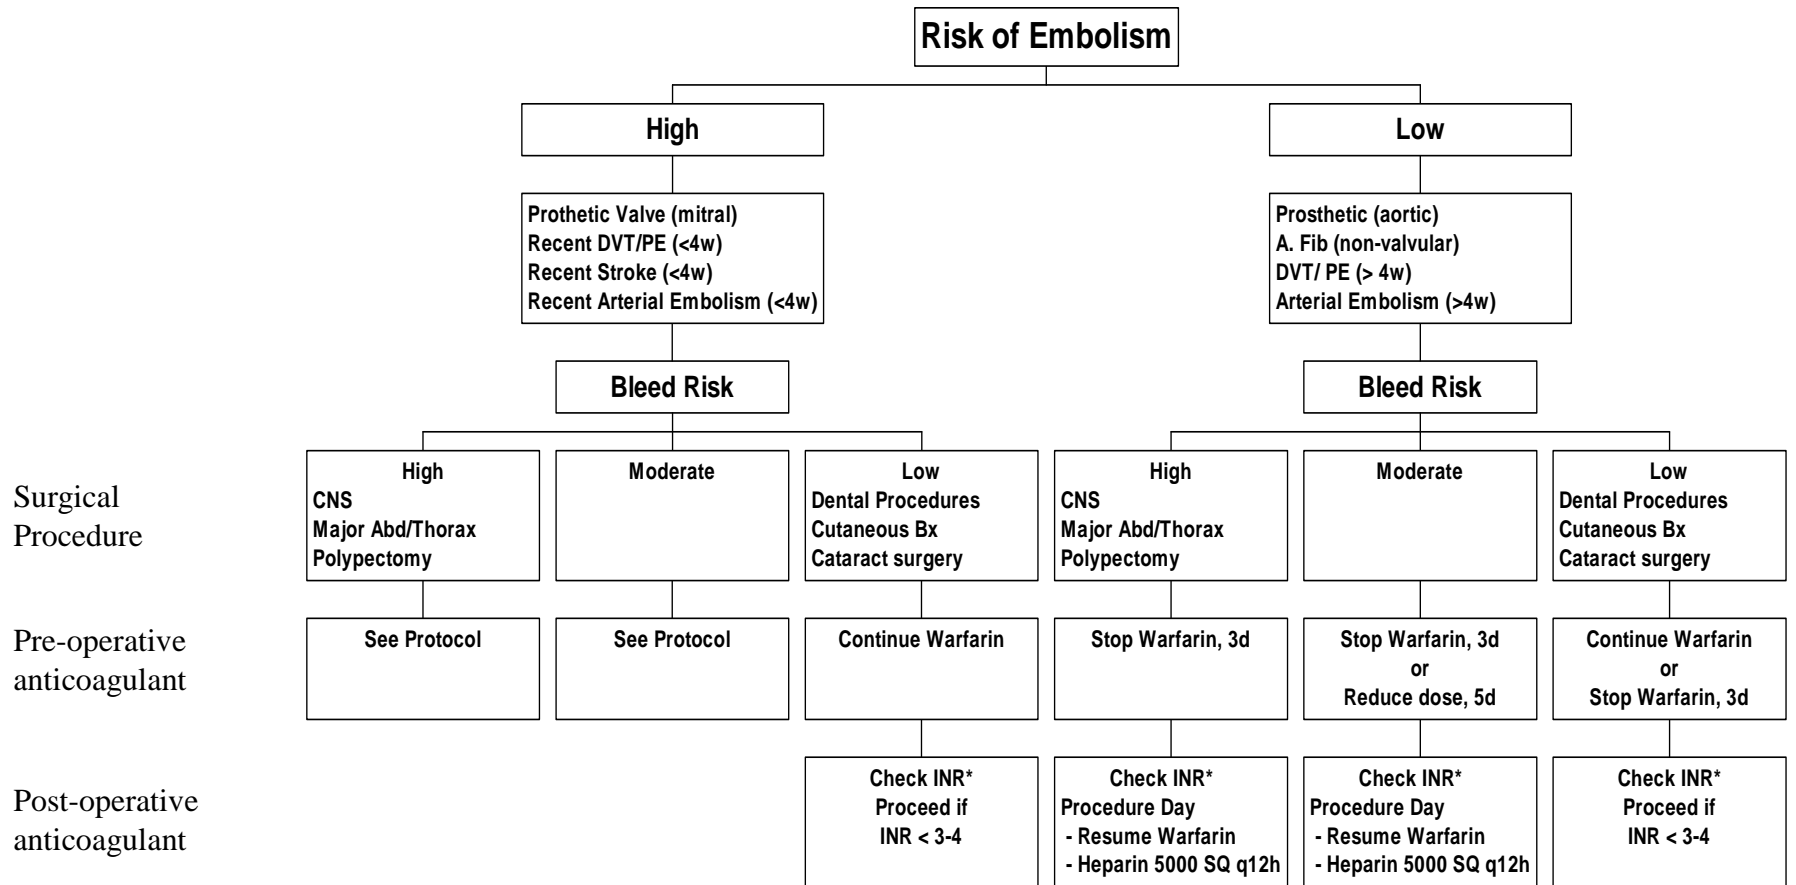 Risk of Embolism
High
Low
Prothetic Valve (mitral)
Recent DVT/PE (<4w)
Recent Stroke (<4w)
Recent Arterial Embolism (<4w)
Prosthetic (aortic)
A. Fib (non-valvular)
DVT/ PE (> 4w)
Arterial Embolism (>4w)
Bleed Risk
Bleed Risk
Surgical
Procedure
High
CNS
Major Abd/Thorax
Polypectomy
Moderate
Low
Dental Procedures
Cutaneous Bx
Cataract surgery
High
CNS
Major Abd/Thorax
Polypectomy
Moderate
Low
Dental Procedures
Cutaneous Bx
Cataract surgery
Pre-operative
anticoagulant
See Protocol
See Protocol
Continue Warfarin
Stop Warfarin, 3d
Stop Warfarin, 3d
or
Reduce dose, 5d
Continue Warfarin
or
Stop Warfarin, 3d
Post-operative
anticoagulant
Check INR*
Proceed if
INR < 3-4
Check INR*
Procedure Day
- Resume Warfarin
- Heparin 5000 SQ q12h
Check INR*
Procedure Day
- Resume Warfarin
- Heparin 5000 SQ q12h
Check INR*
Proceed if
INR < 3-4